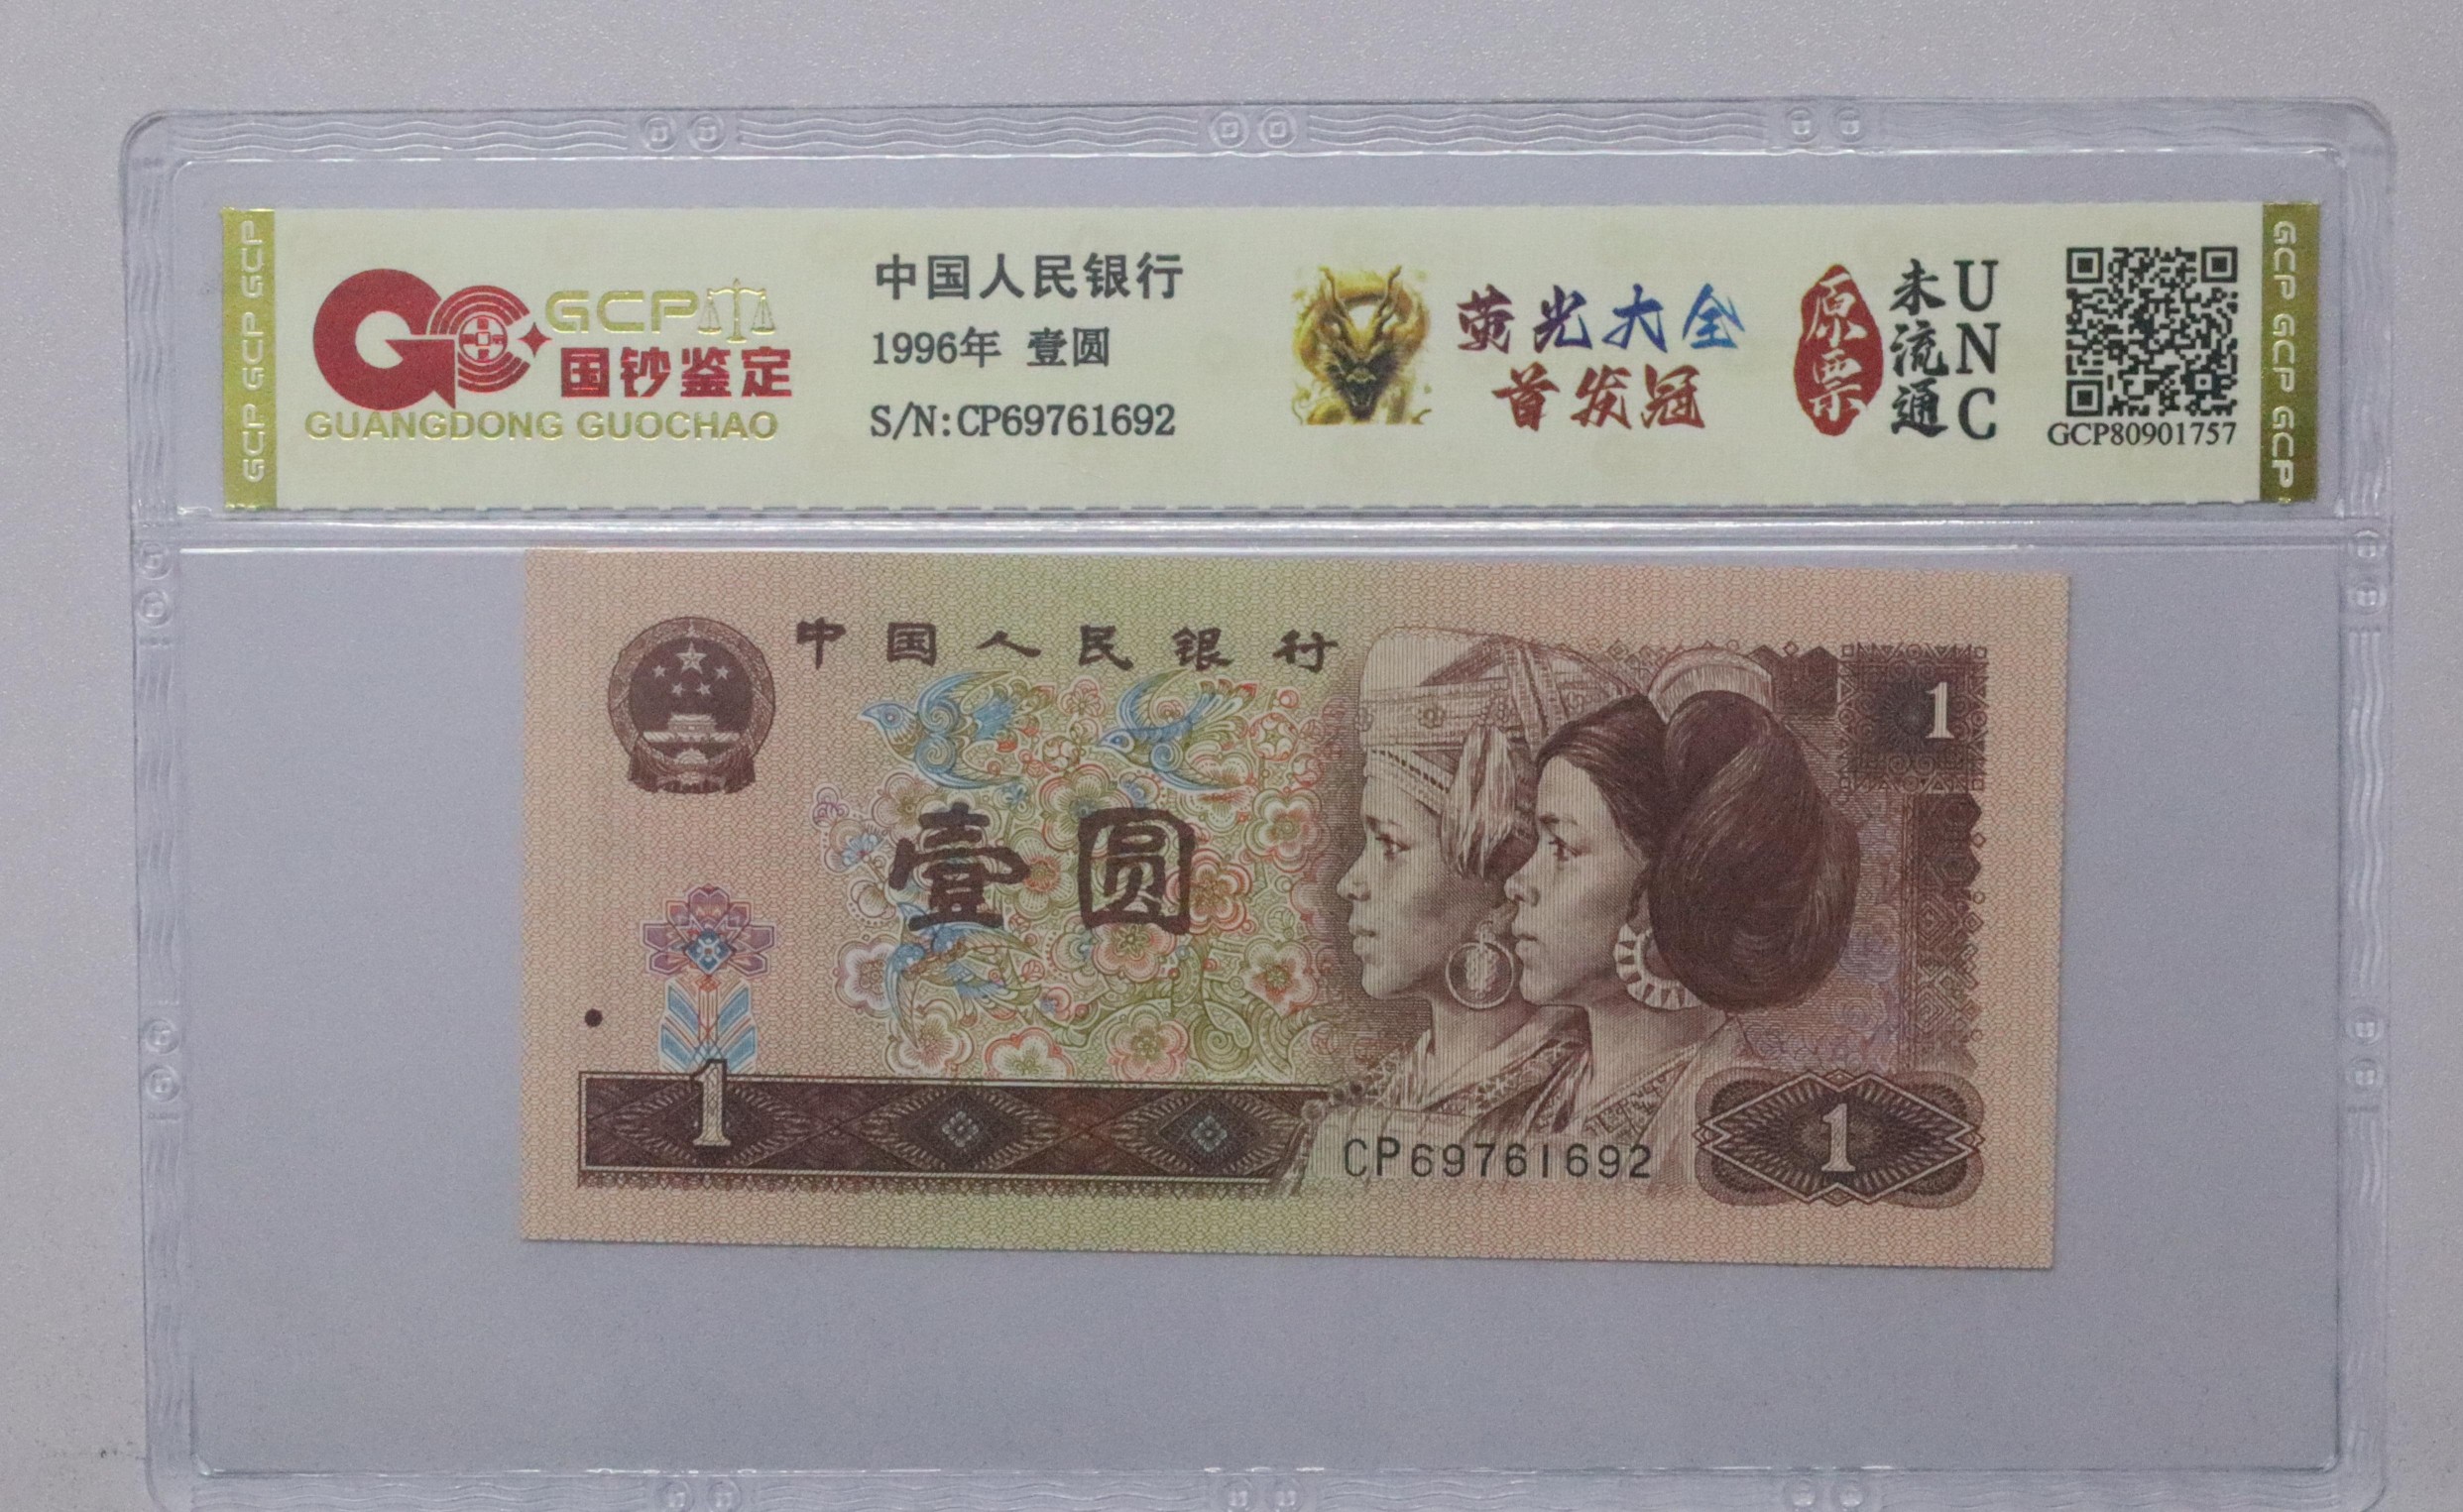 GCP GCP GCP
GCP
国钞鉴定
GUANGDONG GUOCHAO
中国人民银行
1996年 壹圆
S/N:CP69761692
荧光大全
首发冠
原票
未流通
UNC
GCP80901757
GCP GCP GCP
中国人民银行
1
壹圆
1
CP69761692
1